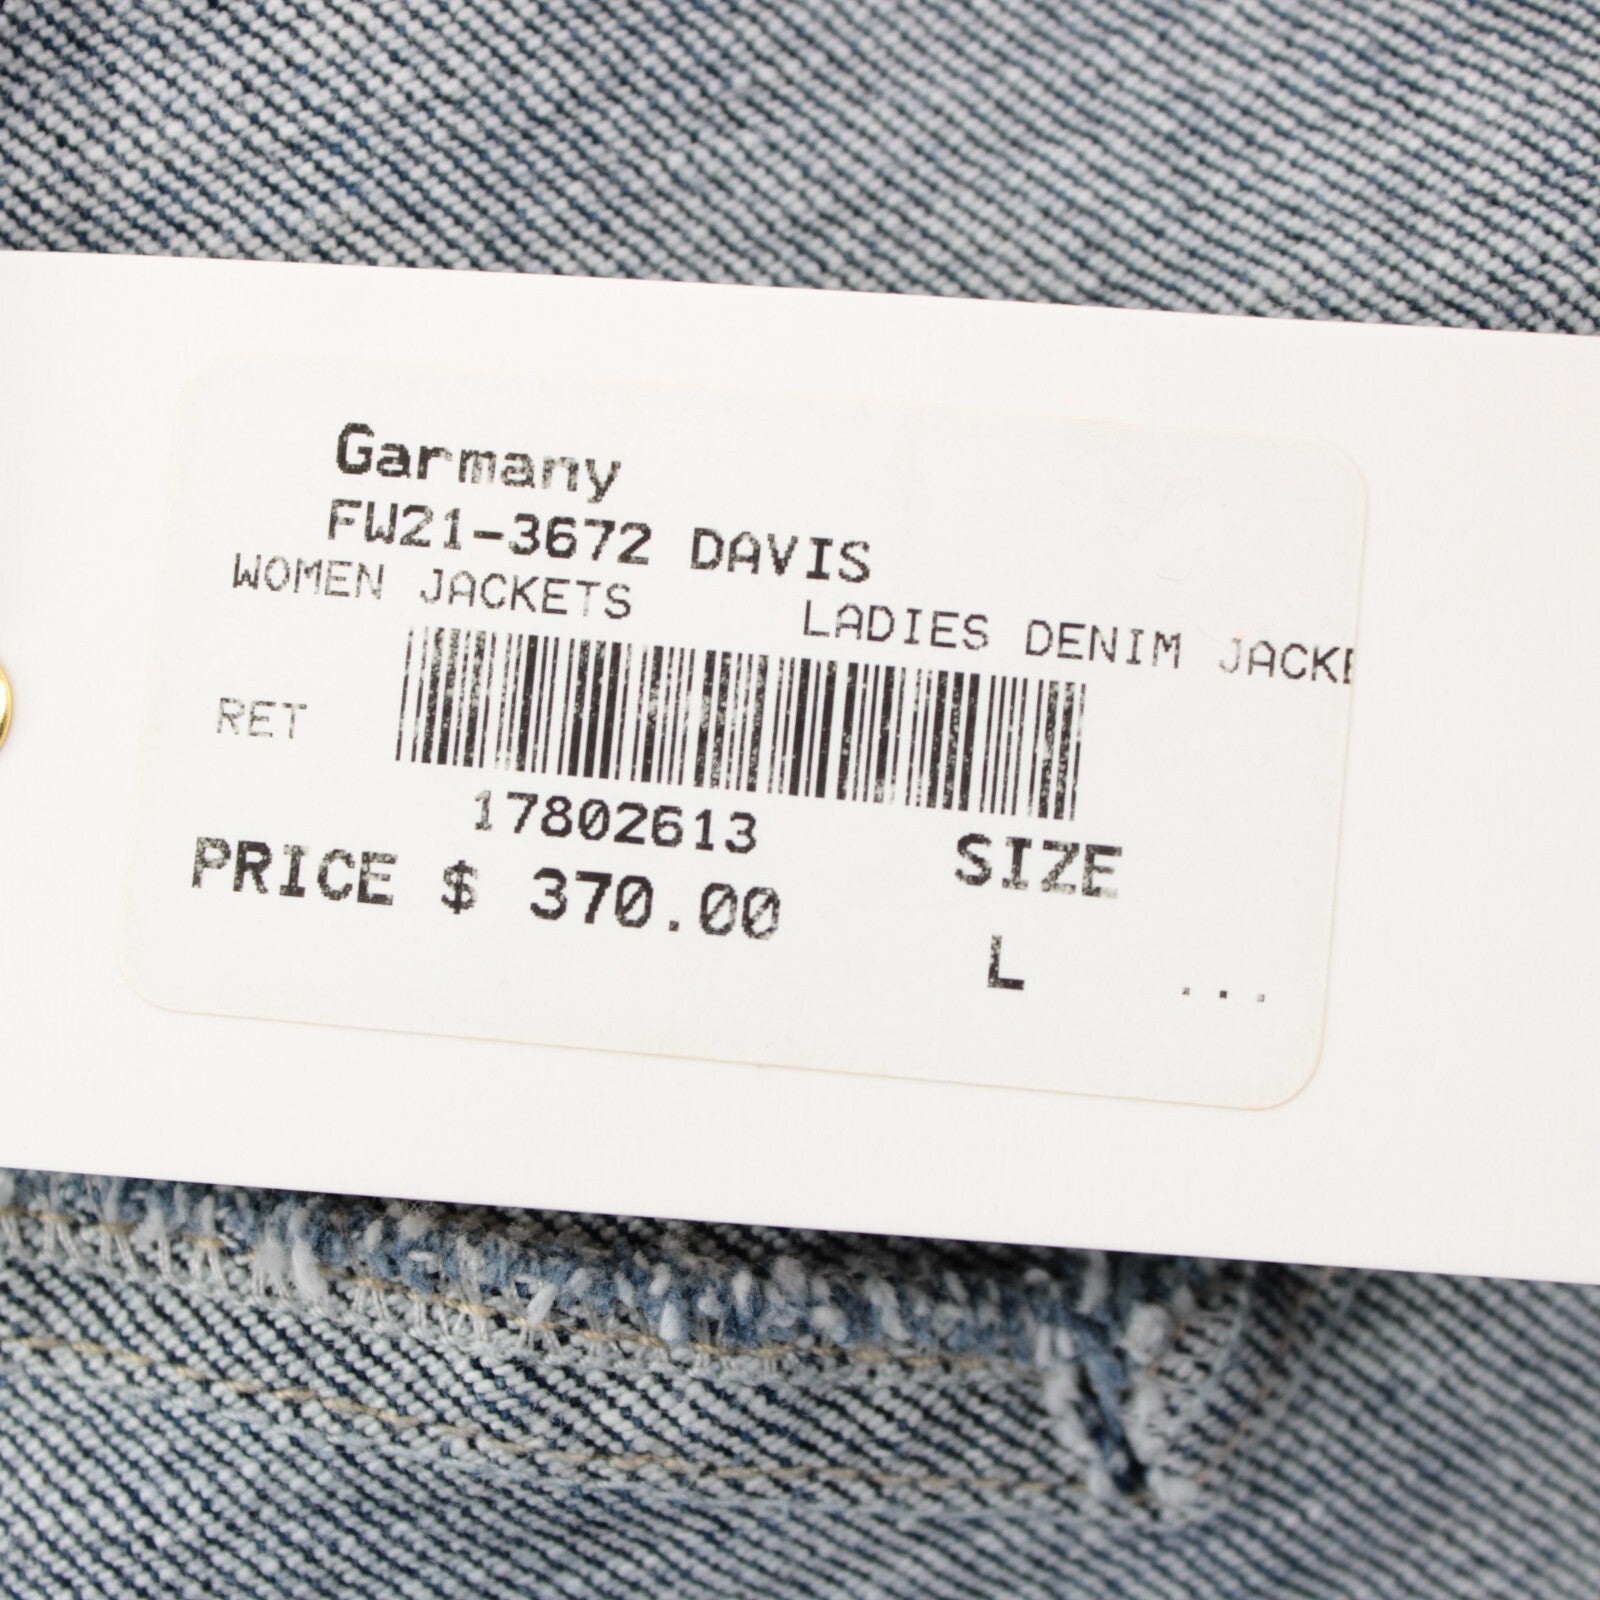 Garmany
FW21-3672 DAVIS
WOMEN JACKETS LADIES DENIM JACKE
RET
17802613
PRICE $ 370.00 SIZE
L ...